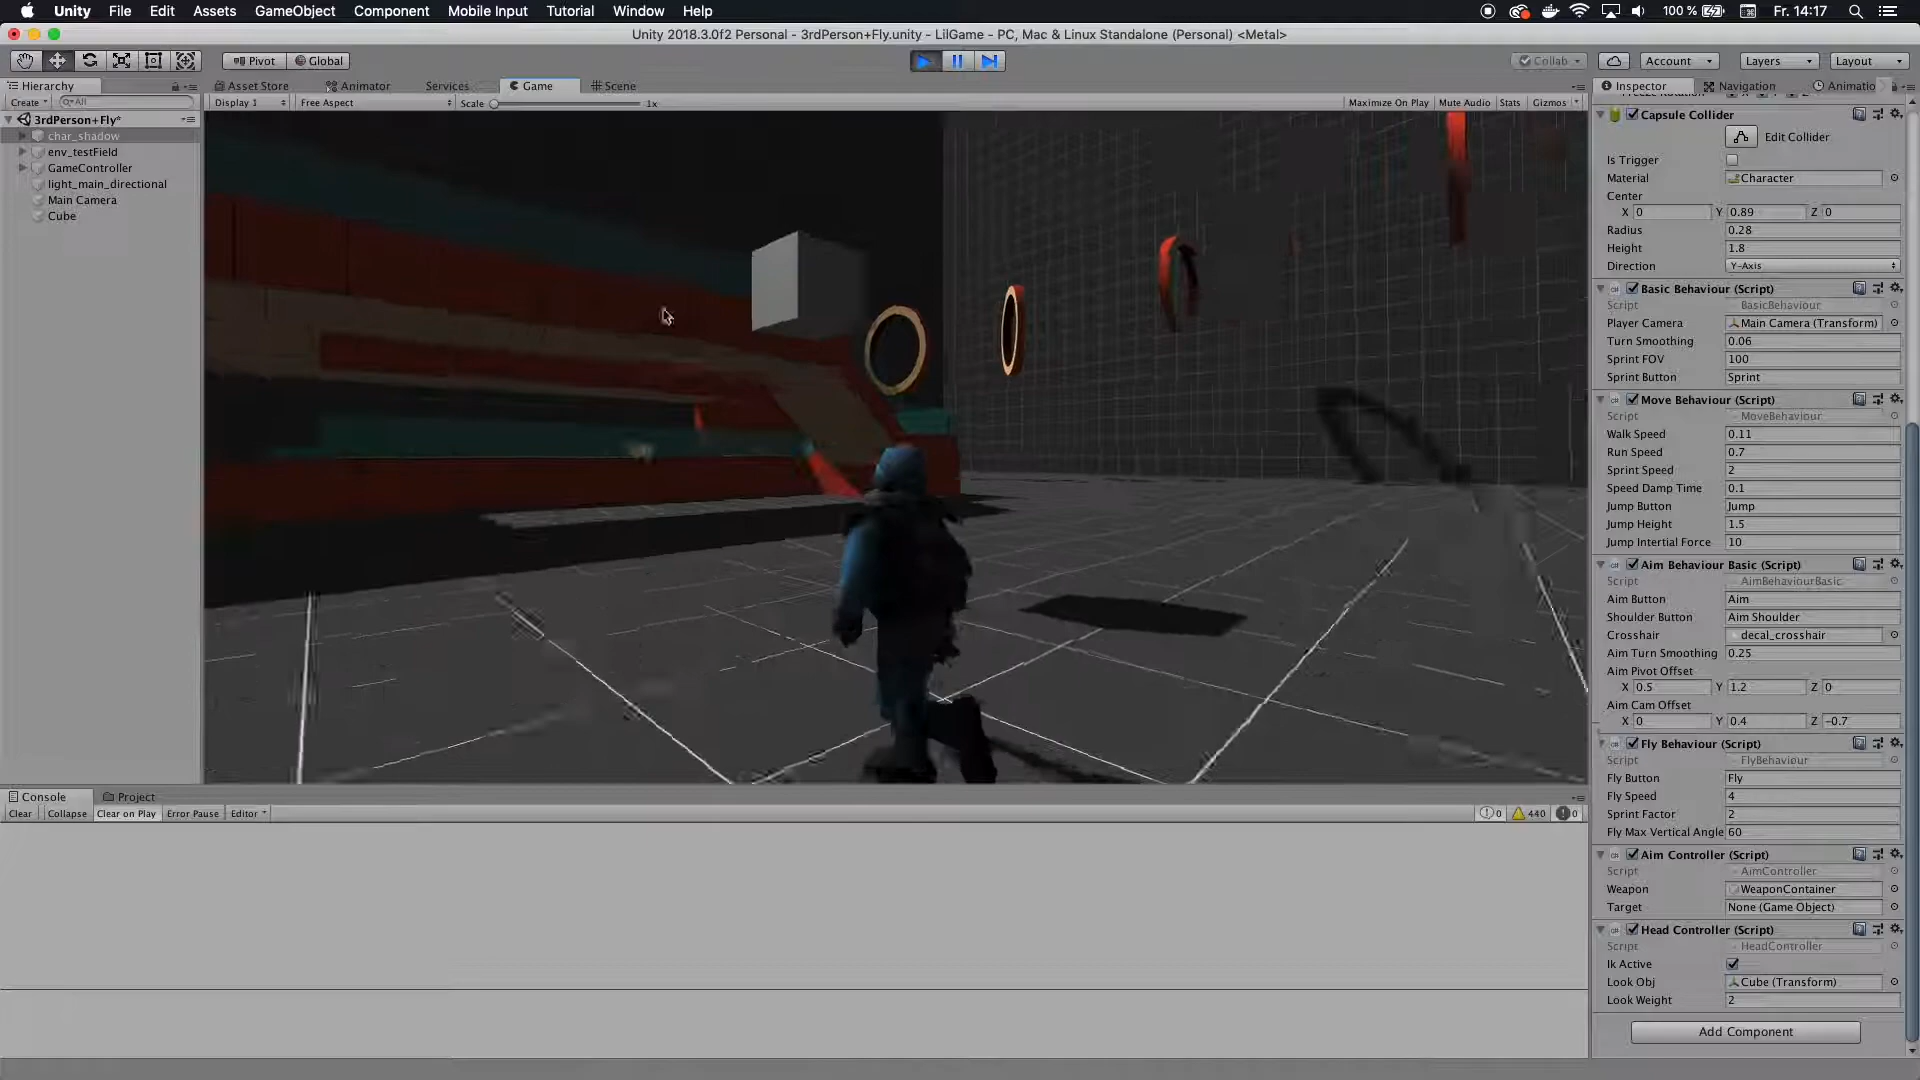 Unity File Edit Assets GameObject Component Mobile Input Tutorial Window Help 100 % Fr. 14:17
Unity 2018.3.0f2 Personal - 3rdPerson+Fly.unity - LilGame - PC, Mac & Linux Standalone (Personal) <Metal>
Pivot Global Collab Account Layers Layout
Hierarchy Asset Store Animator Services Game Scene Inspector Navigation Animatio
Create All Display 1 Free Aspect Scale 1x Maximize On Play Mute Audio Stats Gizmos
3rdPerson+Fly*
char_shadow
env_testField
GameController
light_main_directional
Main Camera
Cube
Capsule Collider
Edit Collider
Is Trigger
Material Character
Center
X 0 Y 0.89 Z 0
Radius 0.28
Height 1.8
Direction Y-Axis
Basic Behaviour (Script)
Script BasicBehaviour
Player Camera Main Camera (Transform)
Turn Smoothing 0.06
Sprint FOV 100
Sprint Button Sprint
Move Behaviour (Script)
Script MoveBehaviour
Walk Speed 0.11
Run Speed 0.7
Sprint Speed 2
Speed Damp Time 0.1
Jump Button Jump
Jump Height 1.5
Jump Intertial Force 10
Aim Behaviour Basic (Script)
Script AimBehaviourBasic
Aim Button Aim
Shoulder Button Aim Shoulder
Crosshair decal_crosshair
Aim Turn Smoothing 0.25
Aim Pivot Offset
X 0.5 Y 1.2 Z 0
Aim Cam Offset
X 0 Y 0.4 Z -0.7
Fly Behaviour (Script)
Script FlyBehaviour
Fly Button Fly
Fly Speed 4
Sprint Factor 2
Fly Max Vertical Angle 60
Aim Controller (Script)
Script AimController
Weapon WeaponContainer
Target None (Game Object)
Head Controller (Script)
Script HeadController
Ik Active
Look Obj Cube (Transform)
Look Weight 2
Add Component
Console Project
Clear Collapse Clear on Play Error Pause Editor 0 440 0